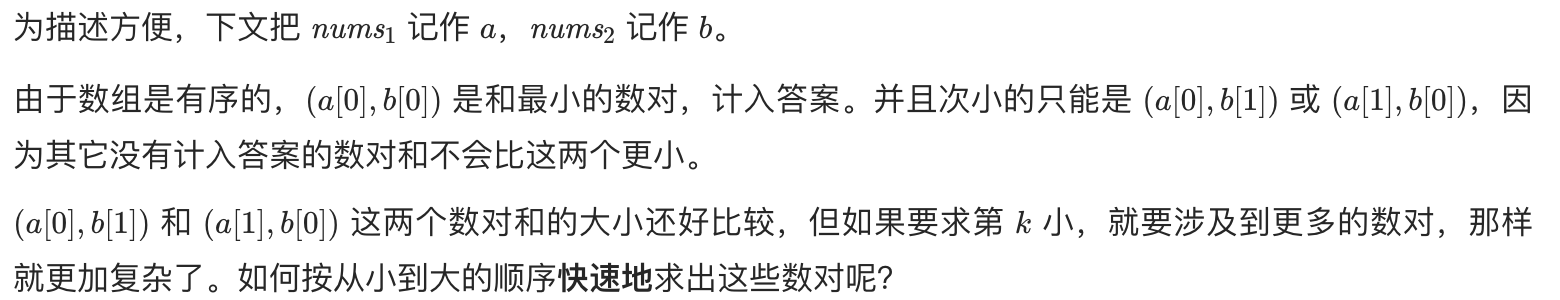 为描述方便，下文把 nums₁ 记作 a，nums₂ 记作 b。
由于数组是有序的，(a[0], b[0]) 是和最小的数对，计入答案。并且次小的只能是 (a[0], b[1]) 或 (a[1], b[0])，因
为其它没有计入答案的数对和不会比这两个更小。
(a[0], b[1]) 和 (a[1], b[0]) 这两个数对和的大小还好比较，但如果要求第 k 小，就要涉及到更多的数对，那样
就更加复杂了。如何按从小到大的顺序快速地求出这些数对呢？